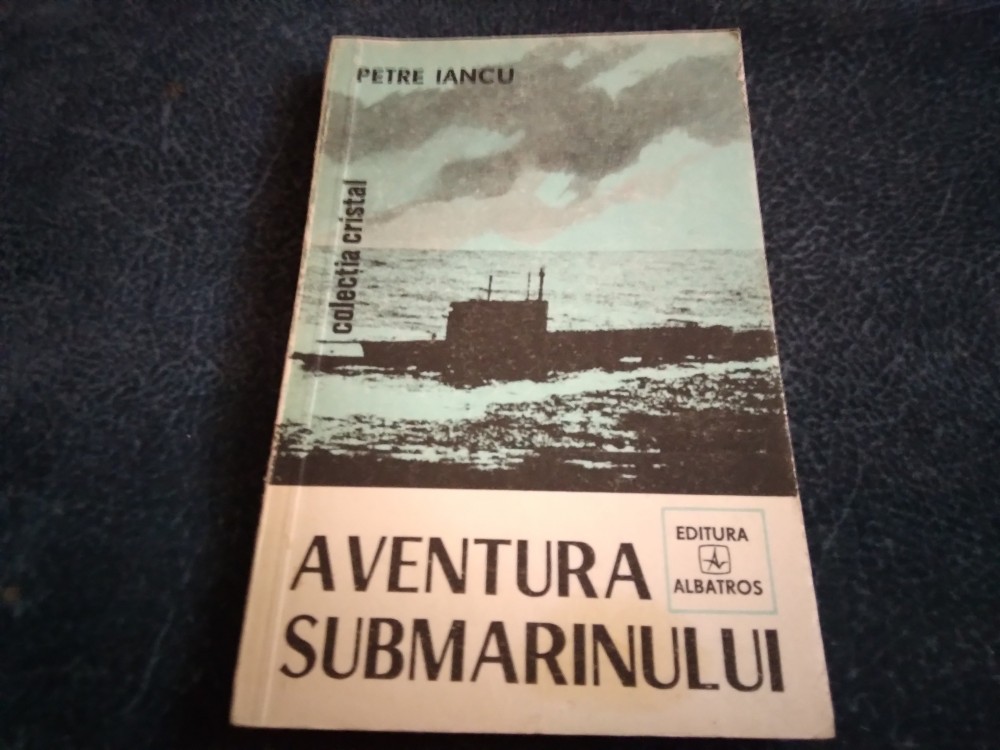 PETRE IANCU
colecția cristal
AVENTURA
SUBMARINULUI
EDITURA
ALBATROS